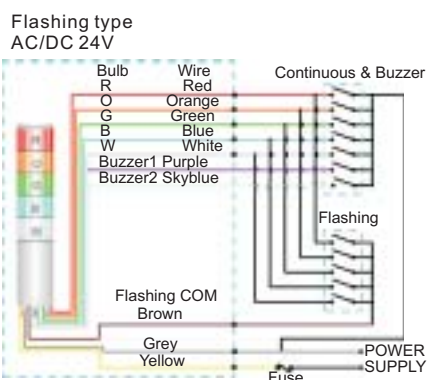 Flashing type
AC/DC 24V
Bulb Wire
Continuous & Buzzer
R Red
O Orange
G Green
B Blue
W White
Buzzer1 Purple
Buzzer2 Skyblue
Flashing
Flashing COM
Brown
Grey
Yellow
POWER
SUPPLY
Fuse